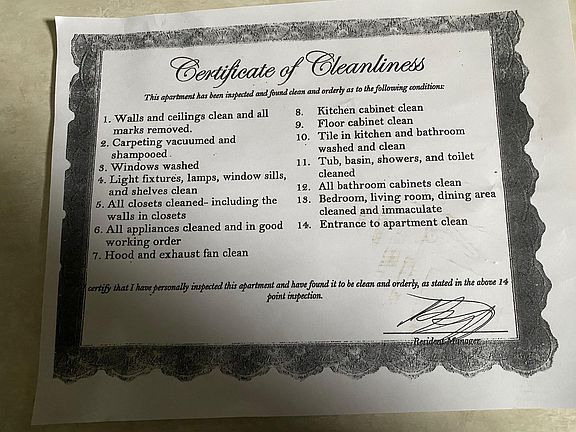 Certificate of Cleanliness
This apartment has been inspected and found clean and orderly as to the following conditions:
1. Walls and ceilings clean and all
marks removed.
2. Carpeting vacuumed and
shampooed
3. Windows washed
4. Light fixtures, lamps, window sills,
and shelves clean
5. All closets cleaned- including the
walls in closets
6. All appliances cleaned and in good
working order
7. Hood and exhaust fan clean
8. Kitchen cabinet clean
9. Floor cabinet clean
10. Tile in kitchen and bathroom
washed and clean
11. Tub, basin, showers, and toilet
cleaned
12. All bathroom cabinets clean
13. Bedroom, living room, dining area
cleaned and immaculate
14. Entrance to apartment clean
certify that I have personally inspected this apartment and have found it to be clean and orderly, as stated in the above 14
point inspection.
Resident Manager